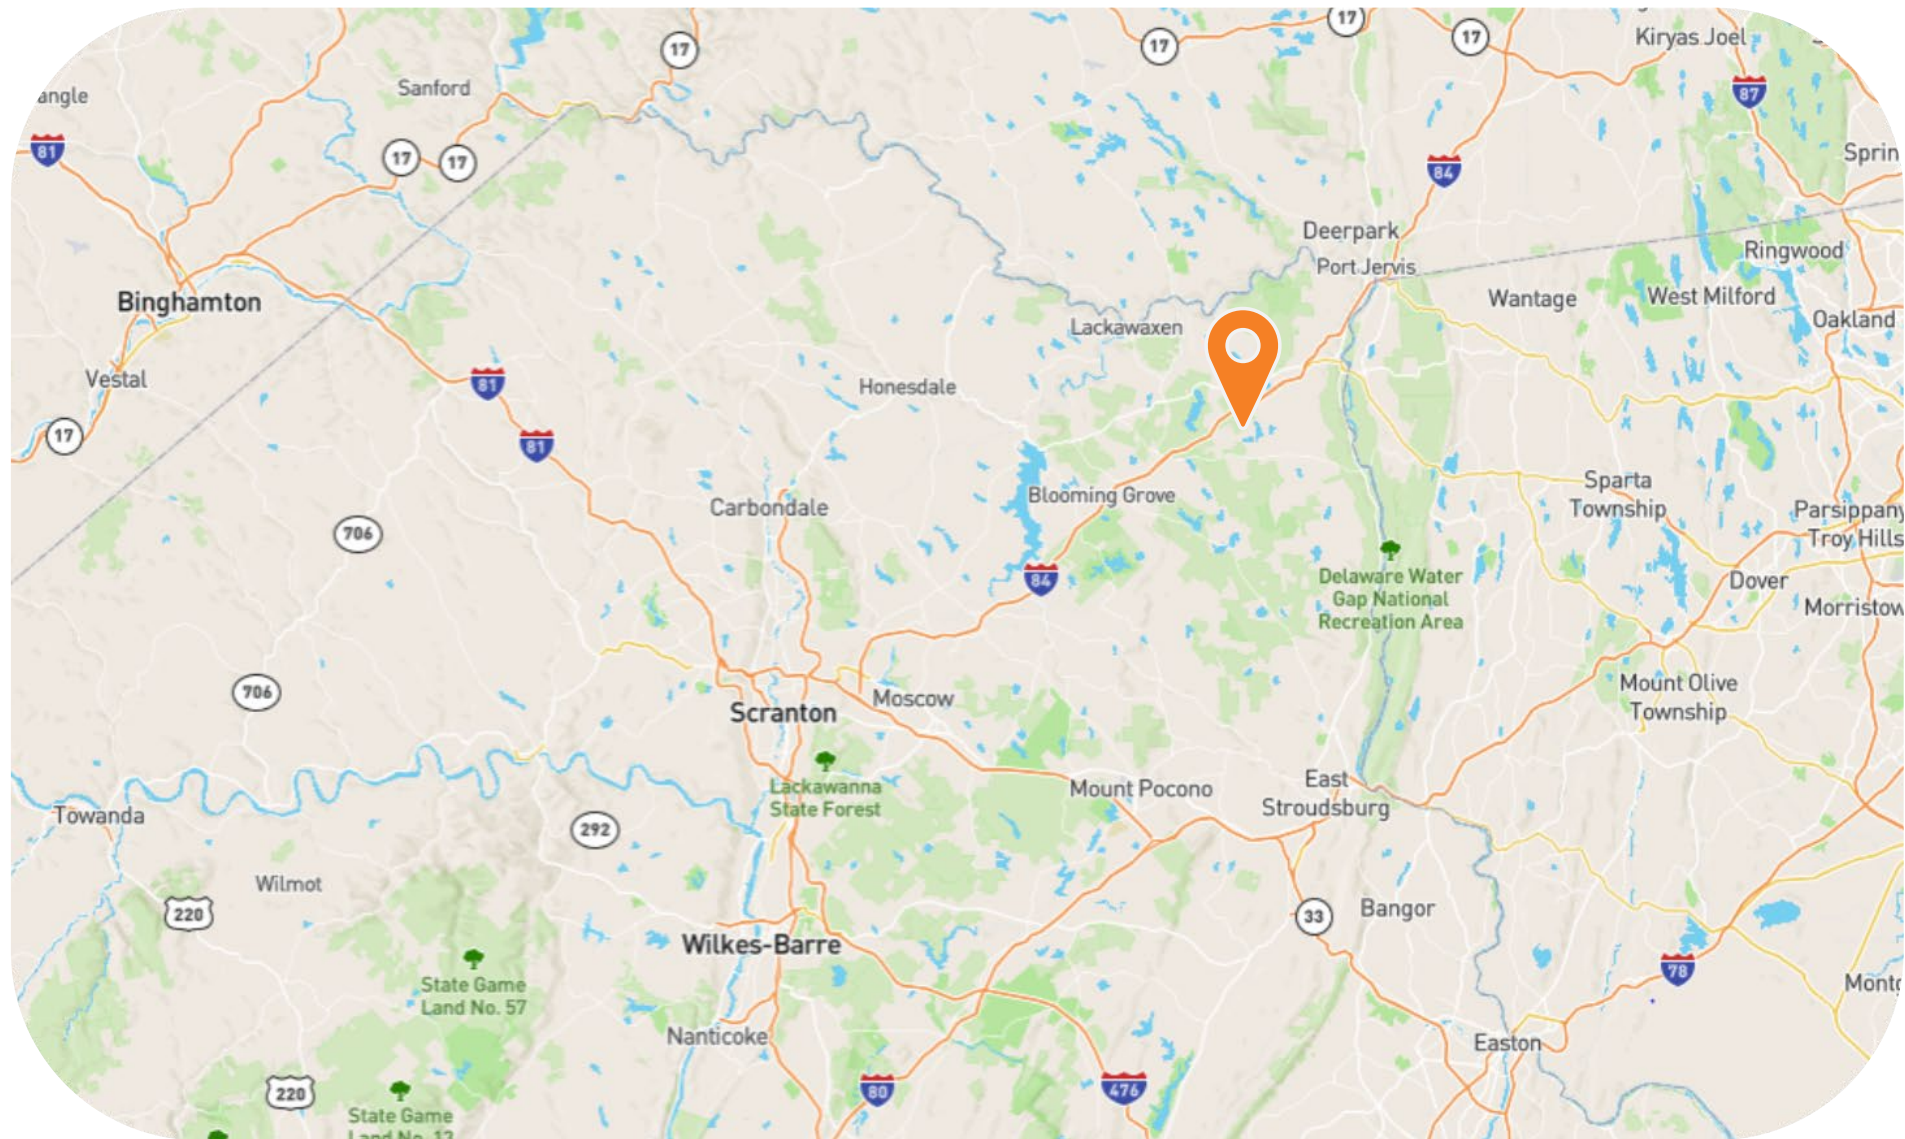 17
17
17
17
Kiryas Joel
87
Sanford
angle
81
17
17
84
Sprin
Deerpark
Port Jervis
Ringwood
Binghamton
Wantage
West Milford
Oakland
Lackawaxen
Vestal
81
Honesdale
17
81
Blooming Grove
Sparta
Township
Carbondale
Parsippany
Troy Hills
706
84
Delaware Water
Gap National
Recreation Area
Dover
Morristow
706
Moscow
Mount Olive
Township
Scranton
Lackawanna
State Forest
Mount Pocono
East
Stroudsburg
Towanda
292
Wilmot
220
33
Bangor
Wilkes-Barre
State Game
Land No. 57
78
Montg
Nanticoke
Easton
80
476
220
State Game
Land No. 12